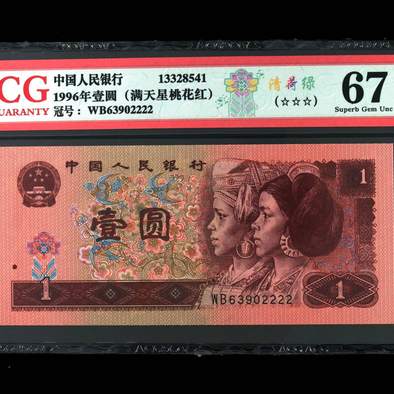 CG
UARANTY
中国人民银行 13328541
1996年壹圆（满天星桃花红）
冠号： WB63902222
清荷绿
(☆☆☆)
67
Superb Gem Unc
中国人民银行
1
壹圆
WB63902222
1
1